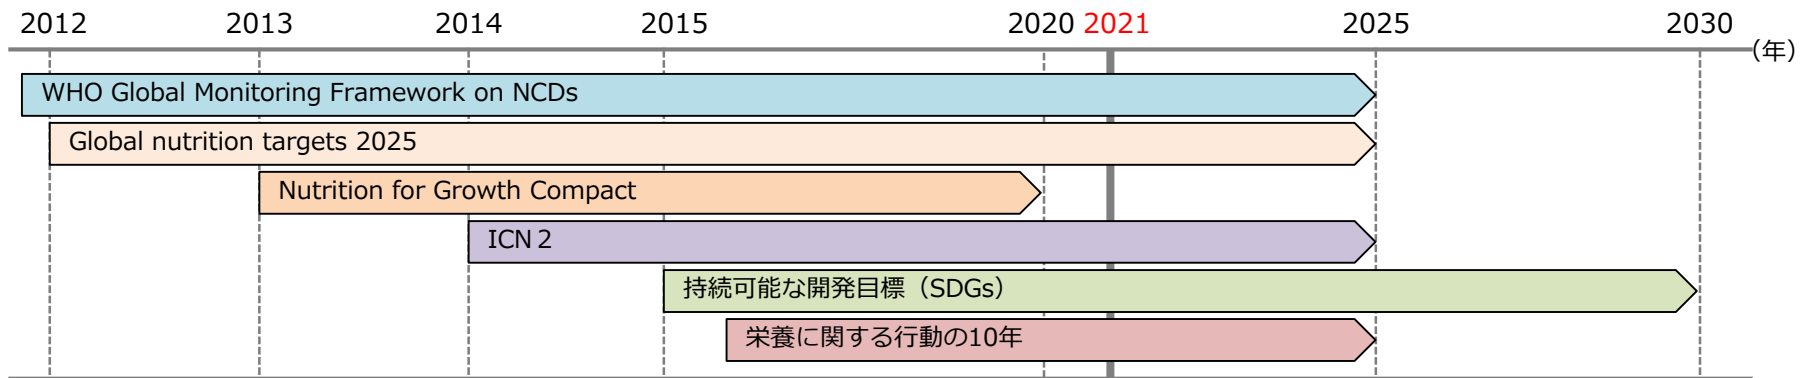 2012 2013 2014 2015 2020 2021 2025 2030
(年)
WHO Global Monitoring Framework on NCDs
Global nutrition targets 2025
Nutrition for Growth Compact
ICN 2
持続可能な開発目標（SDGs）
栄養に関する行動の10年